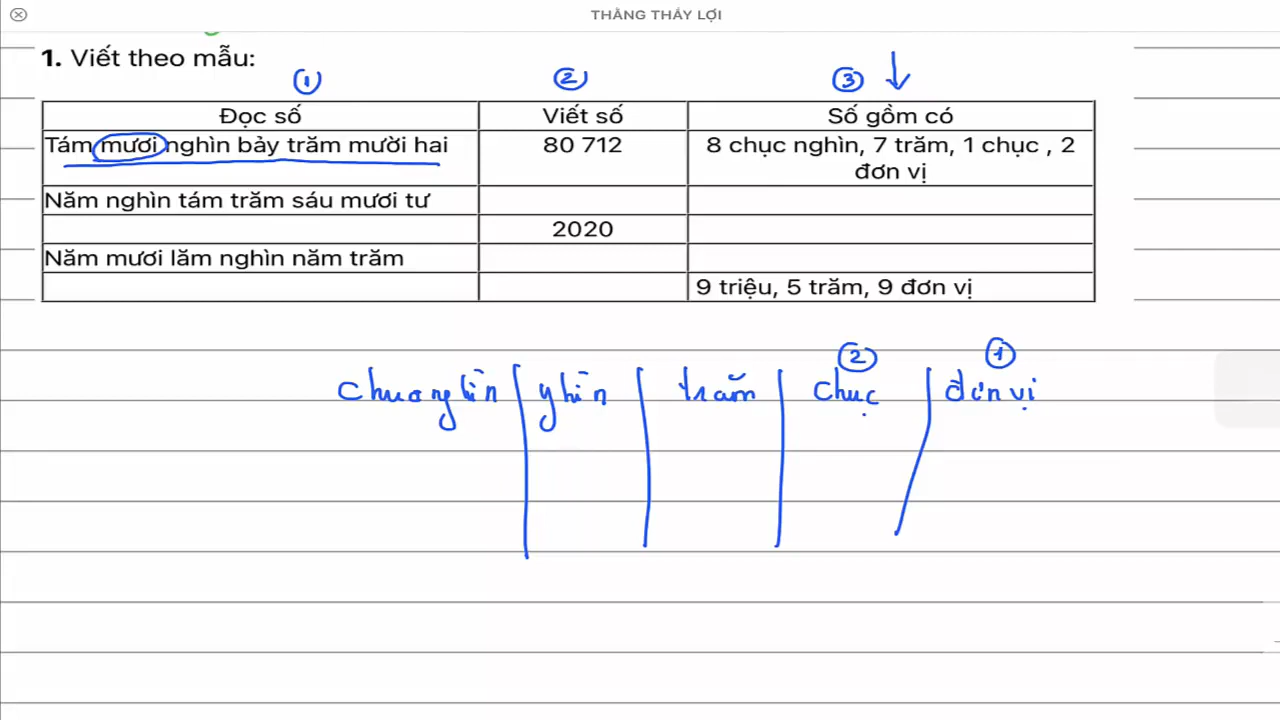 THẰNG THẦY LỢI
1. Viết theo mẫu:
① ② ③
Đọc số Viết số Số gồm có
Tám mươi nghìn bảy trăm mười hai 80 712 8 chục nghìn, 7 trăm, 1 chục , 2
đơn vị
Năm nghìn tám trăm sáu mươi tư
2020
Năm mươi lăm nghìn năm trăm
9 triệu, 5 trăm, 9 đơn vị
② ①
nghìn trăm chục đơn vị